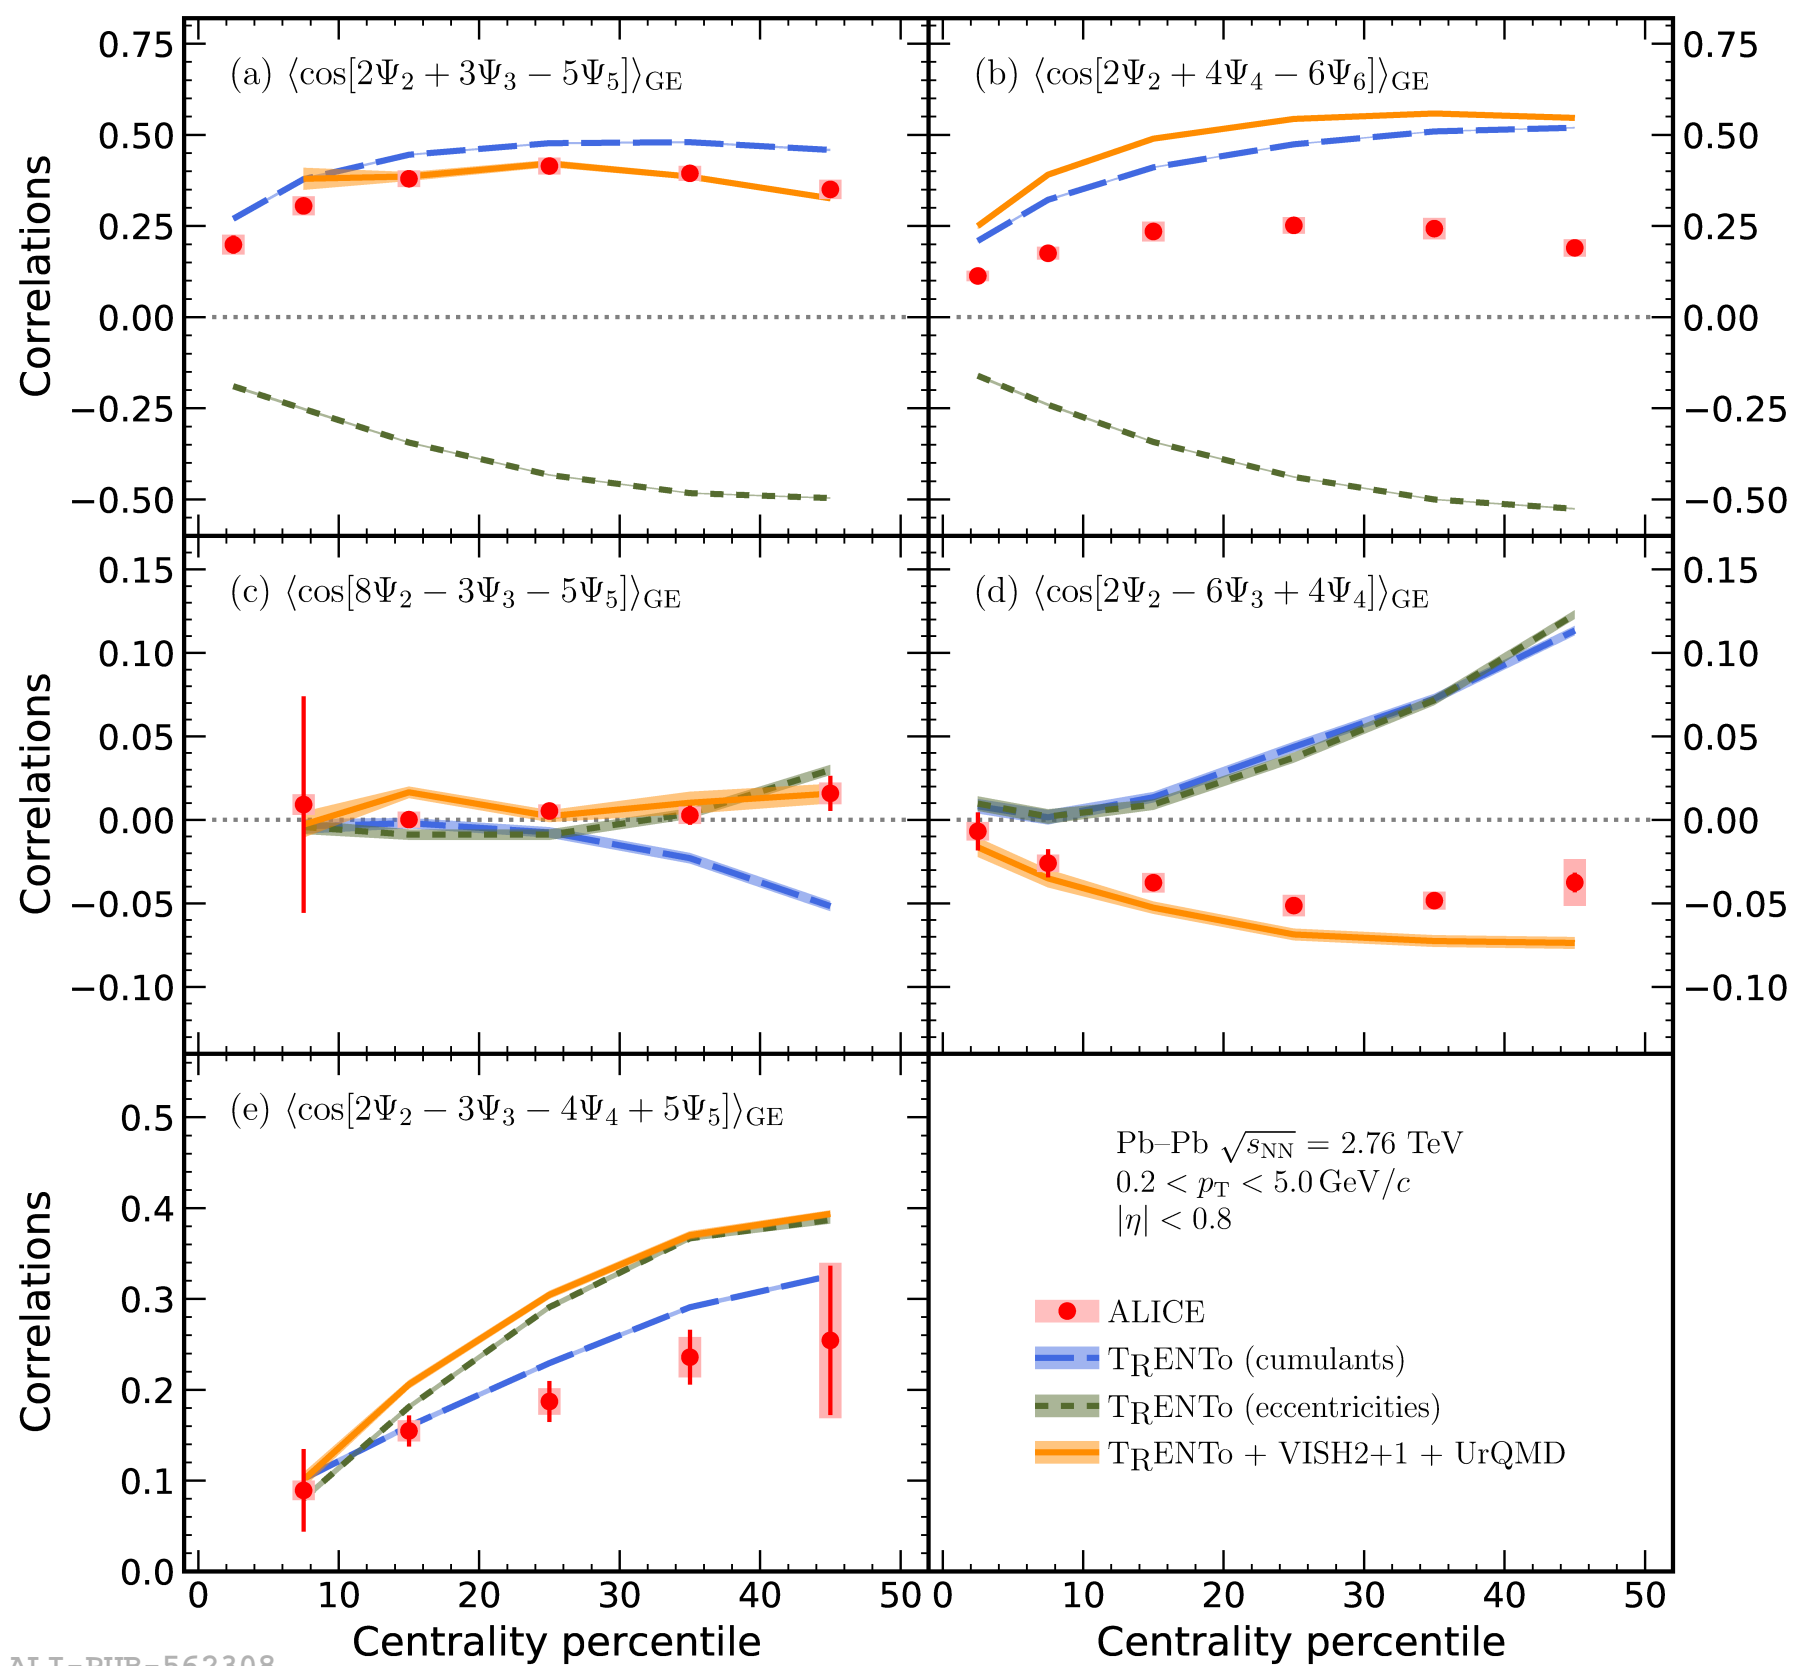 (a) ⟨cos[2Ψ₂ + 3Ψ₃ − 5Ψ₅]⟩GE
(b) ⟨cos[2Ψ₂ + 4Ψ₄ − 6Ψ₆]⟩GE
0.75
0.50
0.25
0.00
−0.25
−0.50
Correlations
0.75
0.50
0.25
0.00
−0.25
−0.50
(c) ⟨cos[8Ψ₂ − 3Ψ₃ − 5Ψ₅]⟩GE
(d) ⟨cos[2Ψ₂ − 6Ψ₃ + 4Ψ₄]⟩GE
0.15
0.10
0.05
0.00
−0.05
−0.10
Correlations
0.15
0.10
0.05
0.00
−0.05
−0.10
(e) ⟨cos[2Ψ₂ − 3Ψ₃ − 4Ψ₄ + 5Ψ₅]⟩GE
0.5
0.4
0.3
0.2
0.1
0.0
Correlations
Pb–Pb √sNN = 2.76 TeV
0.2 < pT < 5.0 GeV/c
|η| < 0.8
ALICE
TRENTo (cumulants)
TRENTo (eccentricities)
TRENTo + VISH2+1 + UrQMD
0 10 20 30 40 50
0 10 20 30 40 50
Centrality percentile
Centrality percentile
ALI-PUB-562308